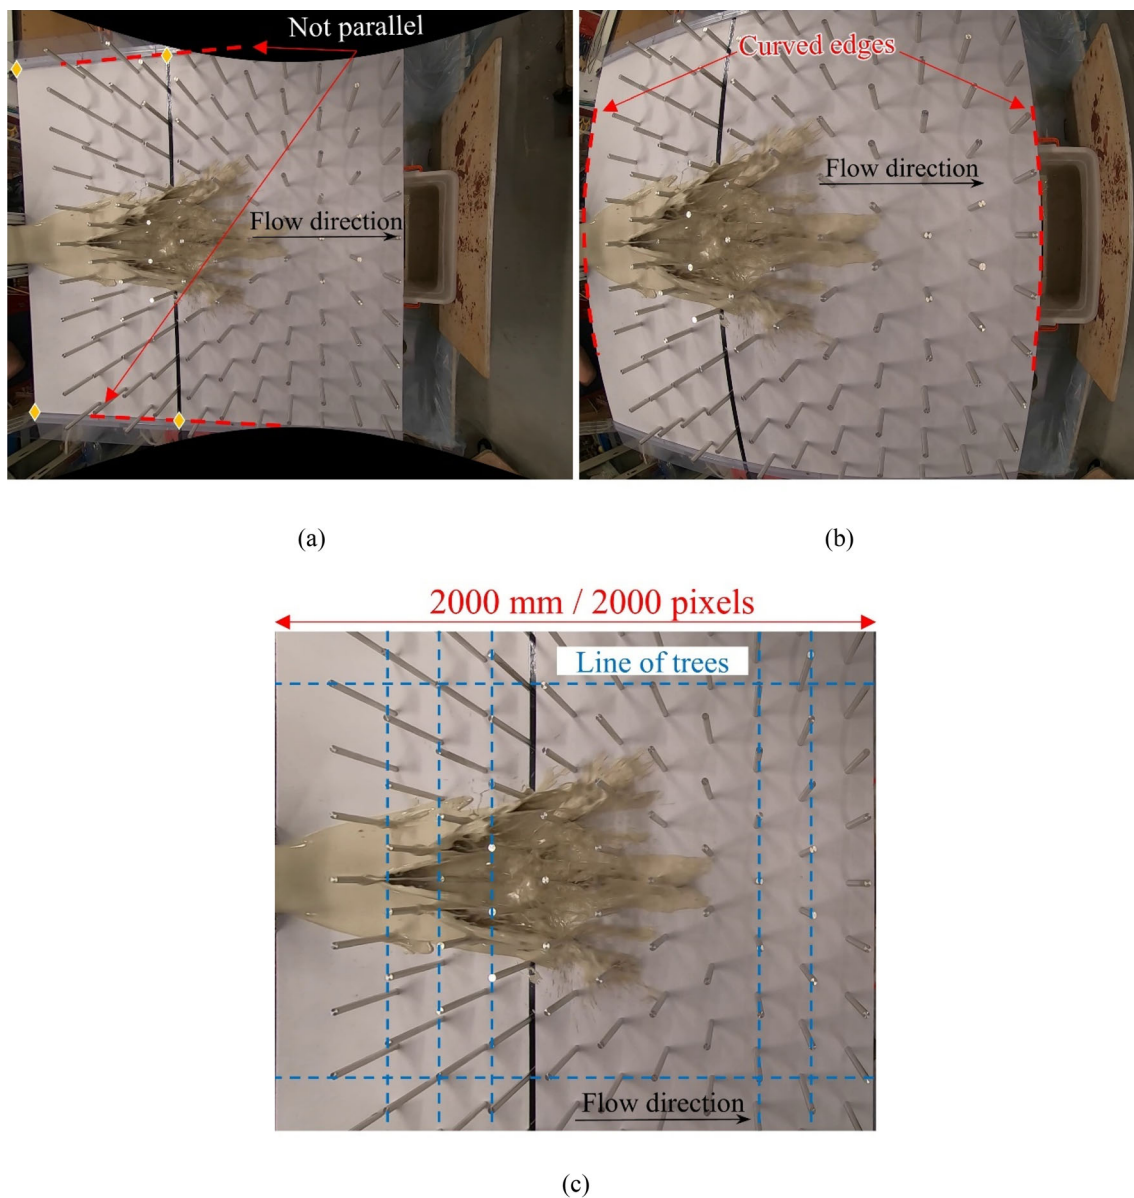 Not parallel
Flow direction
Curved edges
Flow direction
(a)
(b)
2000 mm / 2000 pixels
Line of trees
Flow direction
(c)